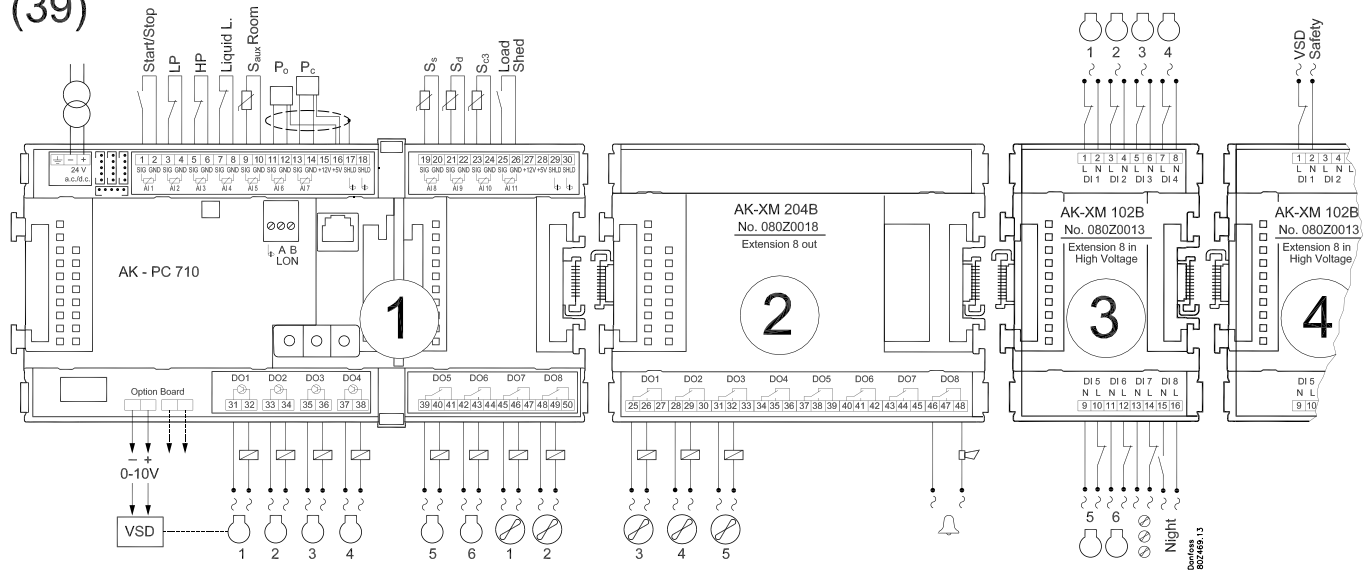 (39)
Start/Stop
LP
HP
Liquid L.
Saux Room
Po
Pc
Ss
Sd
Sc3
Load
Shed
1
2
3
4
VSD
Safety
- +
24 V
a.c./d.c.
1 2 3 4 5 6 7 8 9 10 11 12 13 14 15 16 17 18
SIG GND SIG GND SIG GND SIG GND SIG GND SIG GND SIG GND +12V +5V SHLD SHLD
AI 1 AI 2 AI 3 AI 4 AI 5 AI 6 AI 7
19 20 21 22 23 24 25 26 27 28 29 30
SIG GND SIG GND SIG GND SIG GND +12V +5V SHLD SHLD
AI 8 AI 9 AI 10 AI 11
1 2 3 4 5 6 7 8
L N L N L N L N
DI 1 DI 2 DI 3 DI 4
1 2 3 4
L N L N
DI 1 DI 2
A B
LON
AK - PC 710
1
AK-XM 204B
No. 080Z0018
Extension 8 out
2
AK-XM 102B
No. 080Z0013
Extension 8 in
High Voltage
3
AK-XM 102B
No. 080Z0013
Extension 8 in
High Voltage
4
Option Board
DO1 DO2 DO3 DO4
31 32 33 34 35 36 37 38
DO5 DO6 DO7 DO8
39 40 41 42 43 44 45 46 47 48 49 50
DO1 DO2 DO3 DO4 DO5 DO6 DO7 DO8
25 26 27 28 29 30 31 32 33 34 35 36 37 38 39 40 41 42 43 44 45 46 47 48
DI 5 DI 6 DI 7 DI 8
N L N L N L N L
9 10 11 12 13 14 15 16
DI 5
N L
9 10
- +
0-10V
VSD
1
2
3
4
5
6
1
2
3
4
5
5
6
Night
Danfoss
80Z469.13